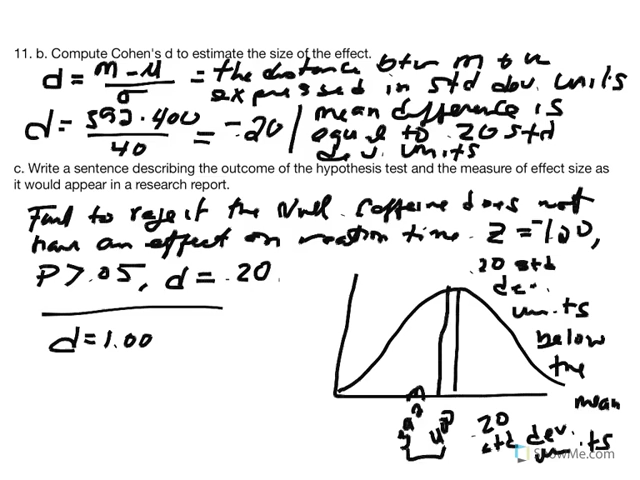 11. b. Compute Cohen's d to estimate the size of the effect.
d = M - μ / σ = the distance btw m & u
expressed in std dev. units
d = 392 - 400 / 40 = -.20 | mean difference is
equal to .20 std
dev. units
c. Write a sentence describing the outcome of the hypothesis test and the measure of effect size as
it would appear in a research report.
Fail to reject the Null. Caffeine does not
have an effect on reaction time. Z = -1.00,
P > .05, d = .20
d = 1.00
.20 std
dev.
units
below
the
mean
.20
std dev.
units
ShowMe.com